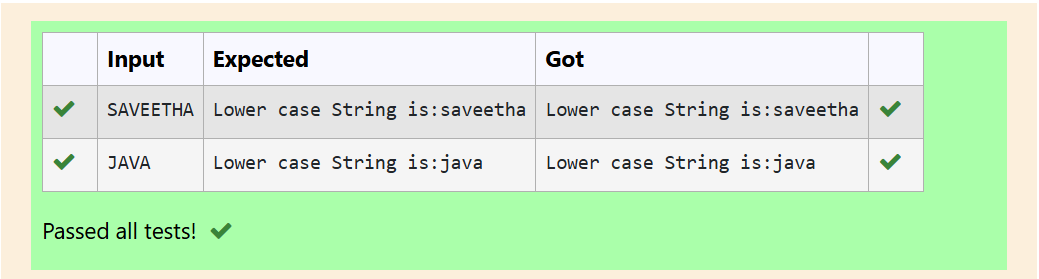 Input Expected Got
SAVEETHA Lower case String is:saveetha Lower case String is:saveetha
JAVA Lower case String is:java Lower case String is:java
Passed all tests!